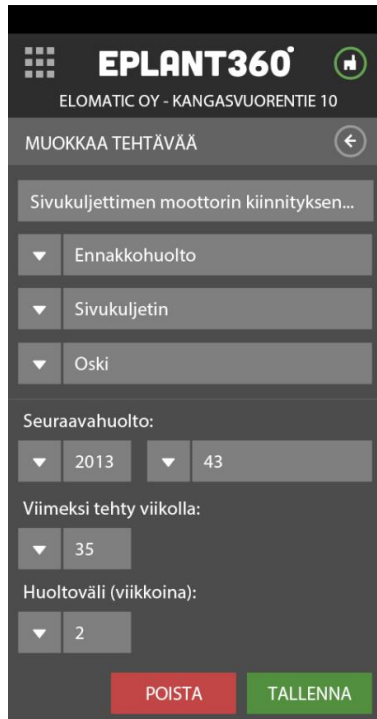 EPLANT360°
ELOMATIC OY - KANGASVUORENTIE 10
MUOKKAA TEHTÄVÄÄ
Sivukuljettimen moottorin kiinnityksen...
Ennakkohuolto
Sivukuljetin
Oski
Seuraavahuolto:
2013 43
Viimeksi tehty viikolla:
35
Huoltoväli (viikkoina):
2
POISTA TALLENNA